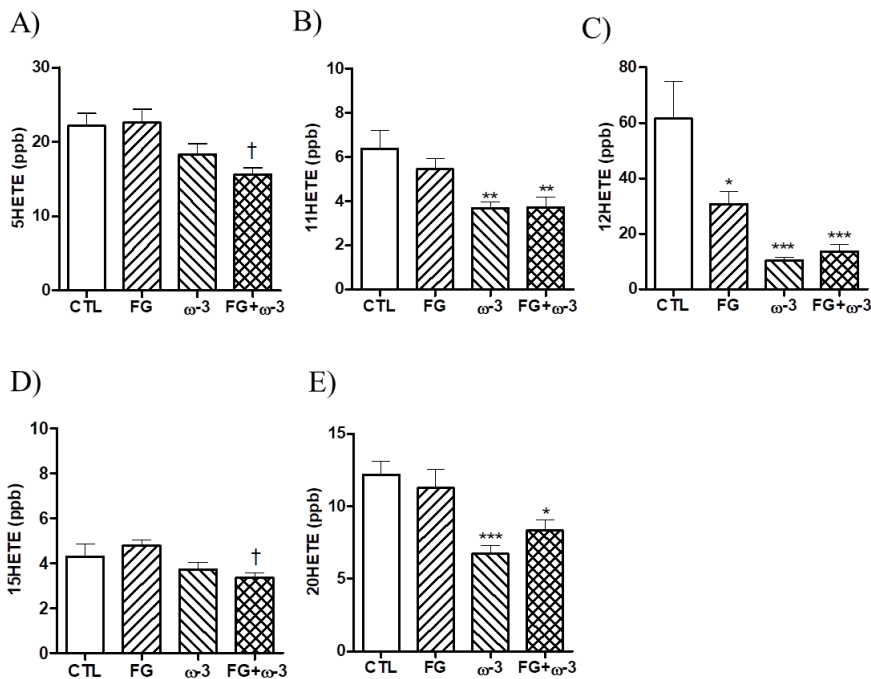 A)
5HETE (ppb)
30
20
10
0
†
CTL FG ω-3 FG+ω-3
B)
11HETE (ppb)
10
8
6
4
2
0
** **
CTL FG ω-3 FG+ω-3
C)
12HETE (ppb)
80
60
40
20
0
* *** ***
CTL FG ω-3 FG+ω-3
D)
15HETE (ppb)
10
8
6
4
2
0
†
CTL FG ω-3 FG+ω-3
E)
20HETE (ppb)
15
10
5
0
*** *
CTL FG ω-3 FG+ω-3